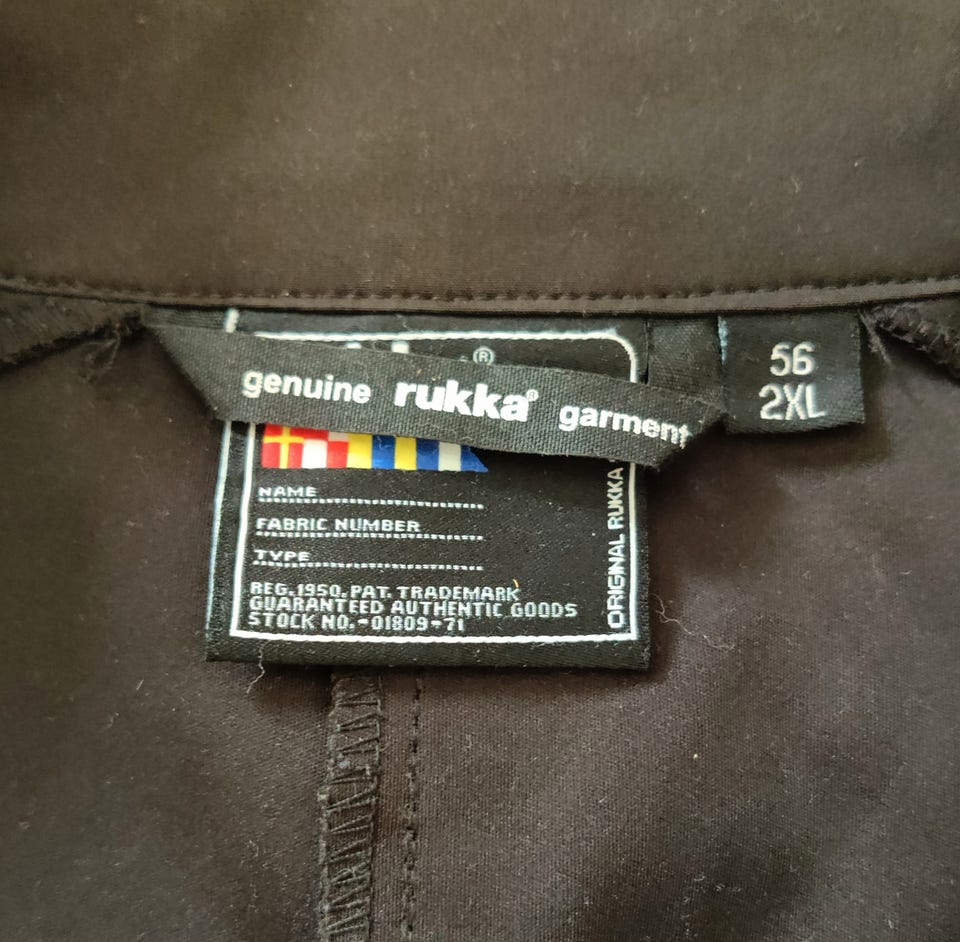 ®
genuine rukka® garment
56
2XL
NAME
FABRIC NUMBER
TYPE
REG. 1950. PAT. TRADEMARK
GUARANTEED AUTHENTIC GOODS
STOCK NO.-01809-71
ORIGINAL RUKKA